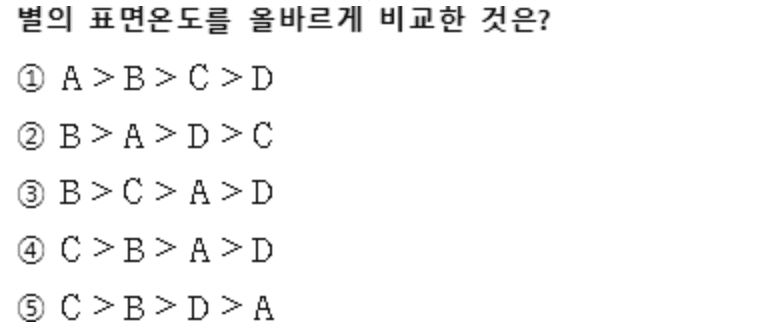 별의 표면온도를 올바르게 비교한 것은?
① A > B > C > D
② B > A > D > C
③ B > C > A > D
④ C > B > A > D
⑤ C > B > D > A